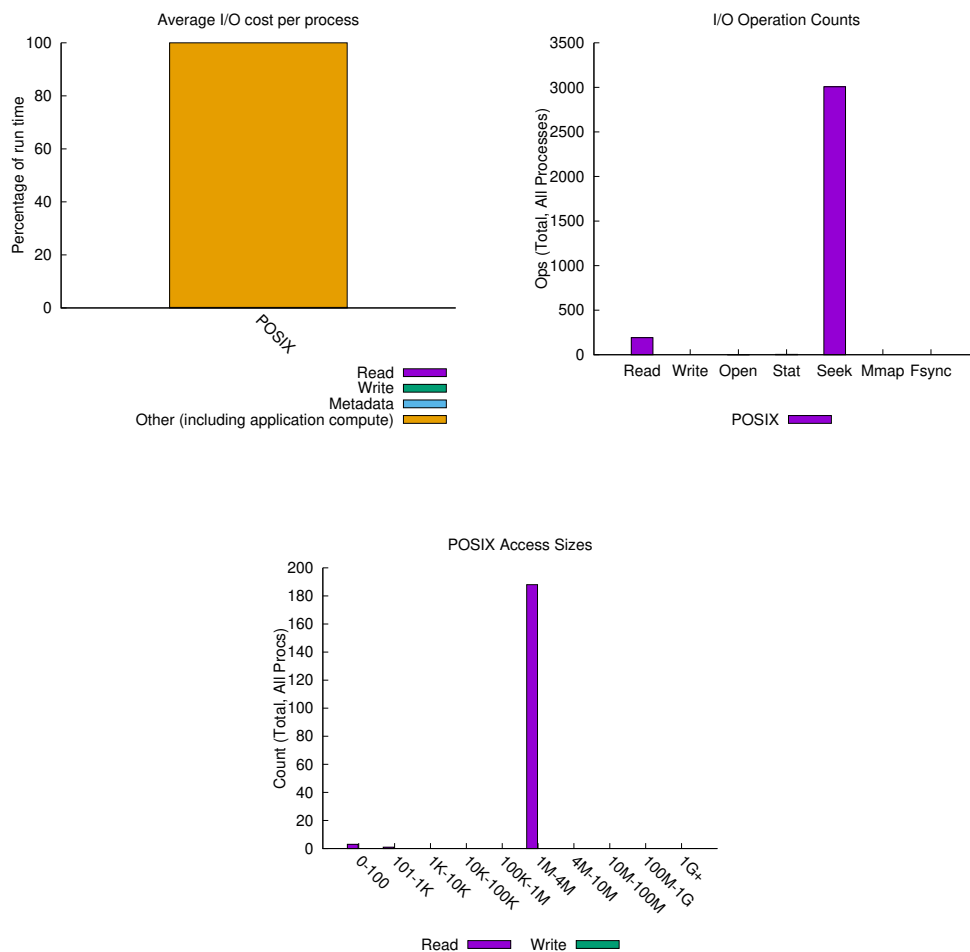 Average I/O cost per process
100
80
60
40
20
0
Percentage of run time
POSIX
Read
Write
Metadata
Other (including application compute)
I/O Operation Counts
3500
3000
2500
2000
1500
1000
500
0
Ops (Total, All Processes)
Read Write Open Stat Seek Mmap Fsync
POSIX
POSIX Access Sizes
200
180
160
140
120
100
80
60
40
20
0
Count (Total, All Procs)
0-100
101-1K
1K-10K
10K-100K
100K-1M
1M-4M
4M-10M
10M-100M
100M-1G
1G+
Read Write